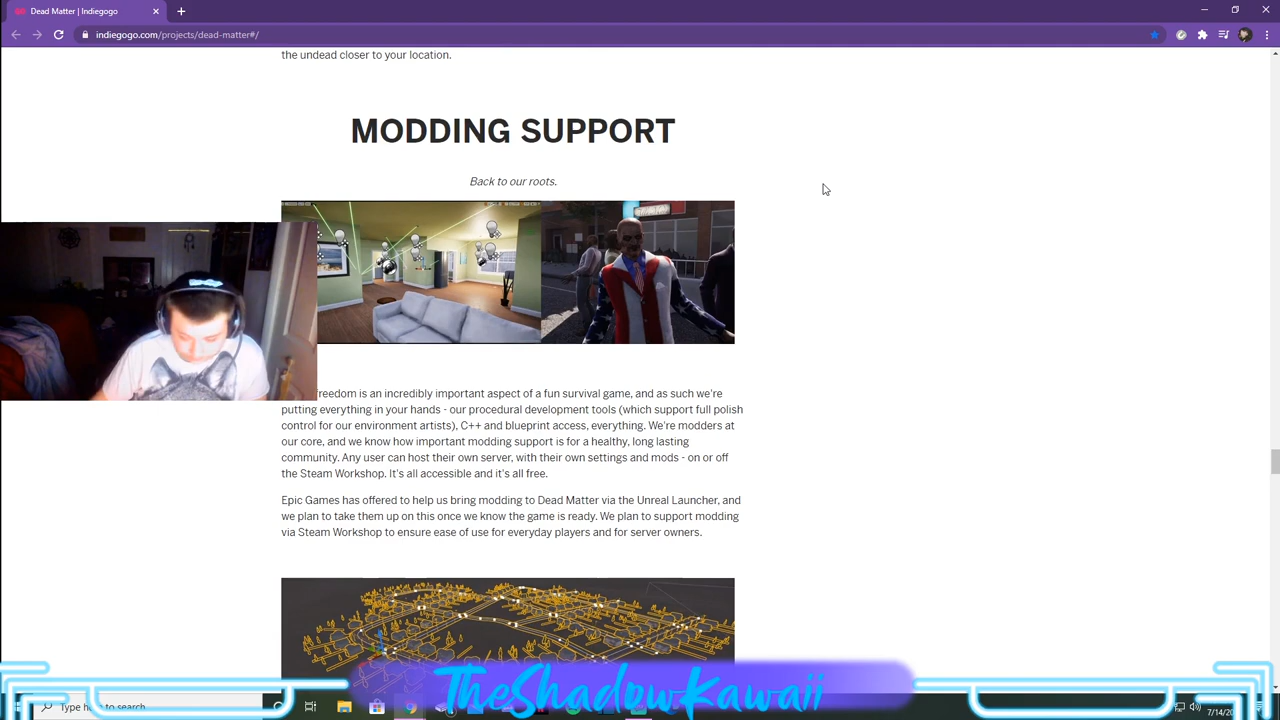 Dead Matter | Indiegogo
indiegogo.com/projects/dead-matter#/
the undead closer to your location.
MODDING SUPPORT
Back to our roots.
freedom is an incredibly important aspect of a fun survival game, and as such we're
putting everything in your hands - our procedural development tools (which support full polish
control for our environment artists), C++ and blueprint access, everything. We're modders at
our core, and we know how important modding support is for a healthy, long lasting
community. Any user can host their own server, with their own settings and mods - on or off
the Steam Workshop. It's all accessible and it's all free.
Epic Games has offered to help us bring modding to Dead Matter via the Unreal Launcher, and
we plan to take them up on this once we know the game is ready. We plan to support modding
via Steam Workshop to ensure ease of use for everyday players and for server owners.
TheShadowKawaii
Type here to search
7/14/20